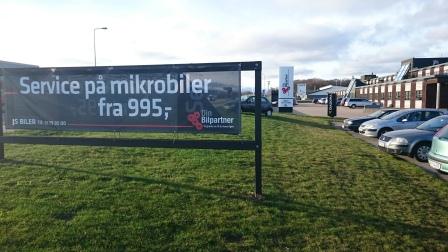 Service på mikrobiler
fra 995,-
JS BILER
Din
Bilpartner